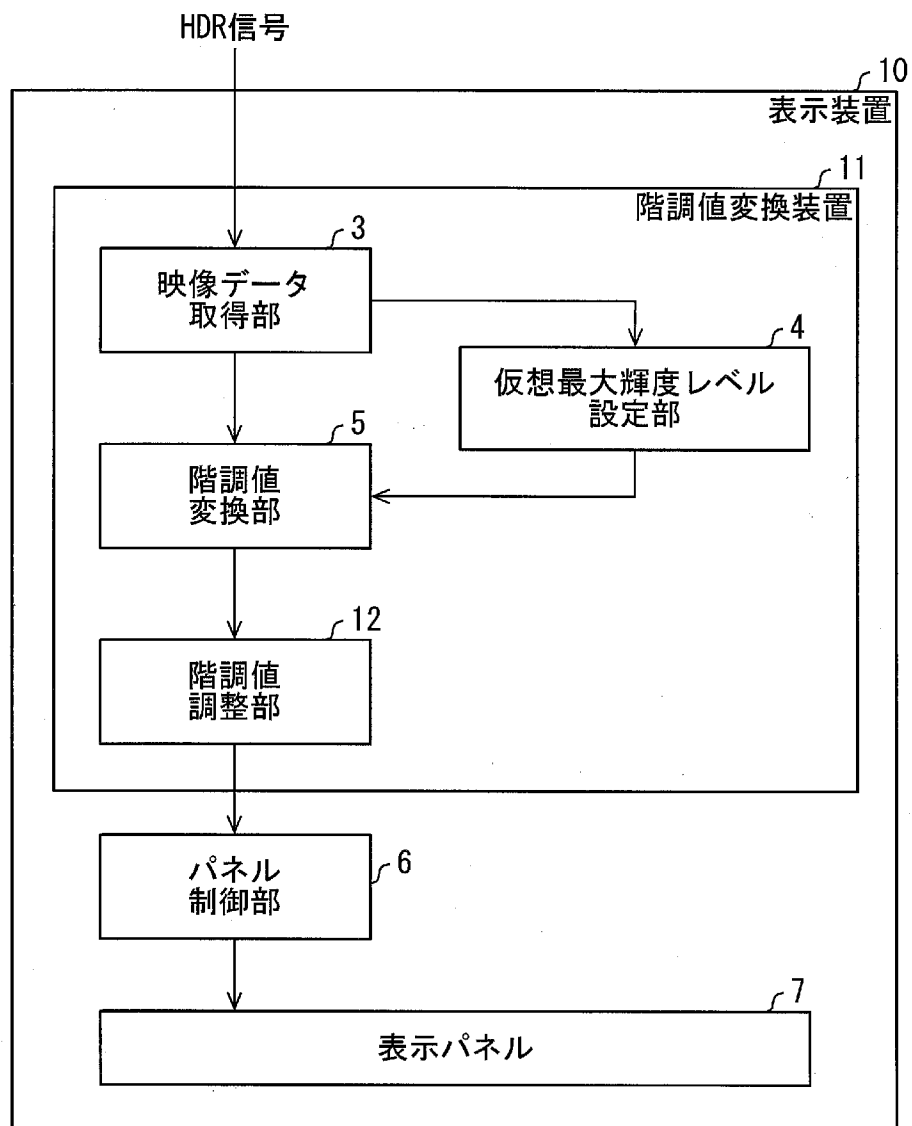 HDR信号
10
表示装置
11
階調値変換装置
3
映像データ
取得部
4
仮想最大輝度レベル
設定部
5
階調値
変換部
12
階調値
調整部
パネル
制御部
6
7
表示パネル